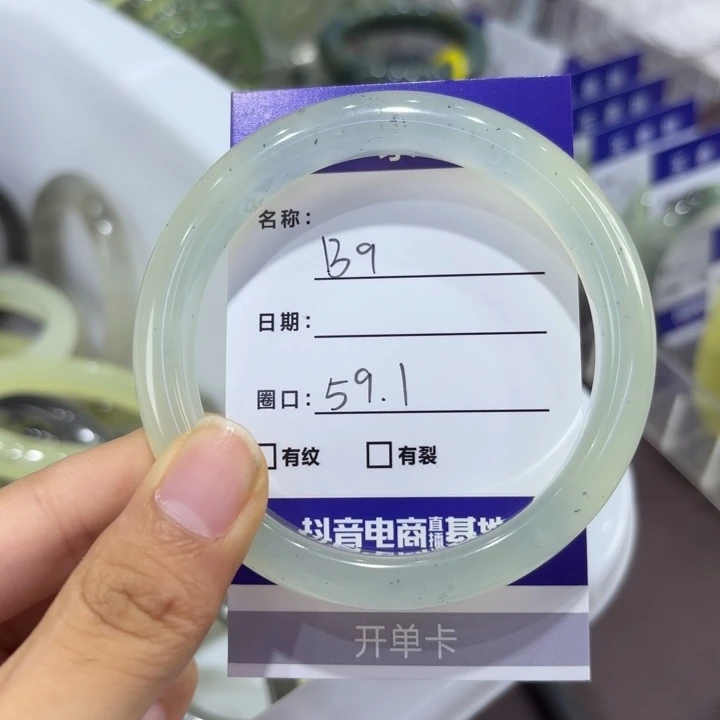 名称: B9
日期:
圈口: 59.1
有纹 有裂
抖音电商直播基地
开单卡